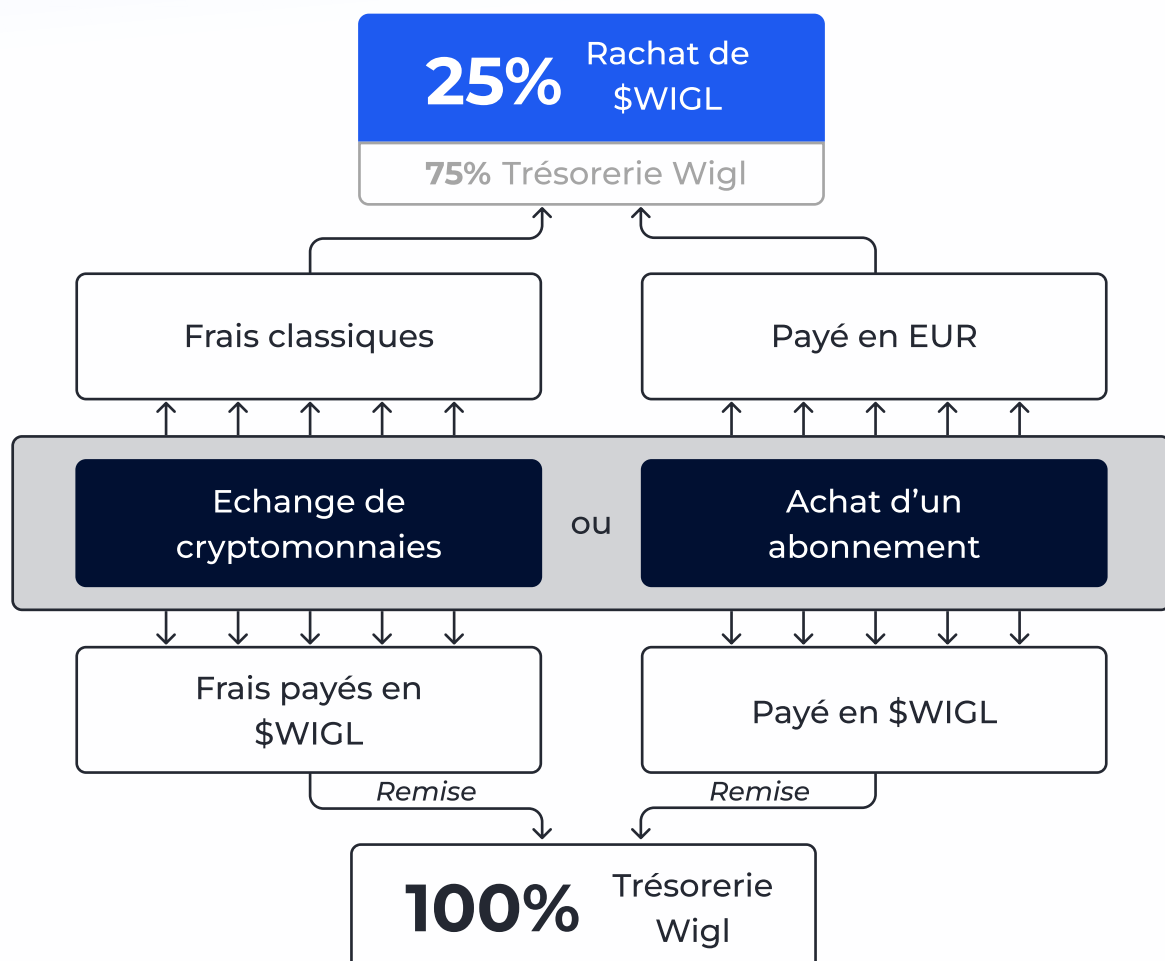 25%
Rachat de
$WIGL
75% Trésorerie Wigl
Frais classiques
Payé en EUR
Echange de
cryptomonnaies
ou
Achat d’un
abonnement
Frais payés en
$WIGL
Payé en $WIGL
Remise
Remise
100%
Trésorerie
Wigl